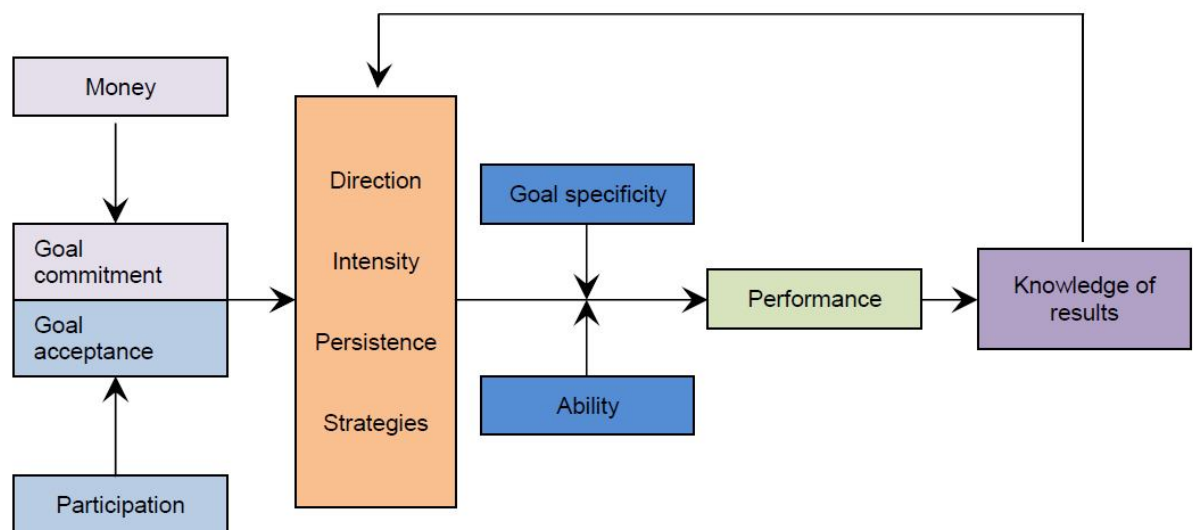 Money
Goal
commitment
Goal
acceptance
Participation
Direction
Intensity
Persistence
Strategies
Goal specificity
Ability
Performance
Knowledge of
results